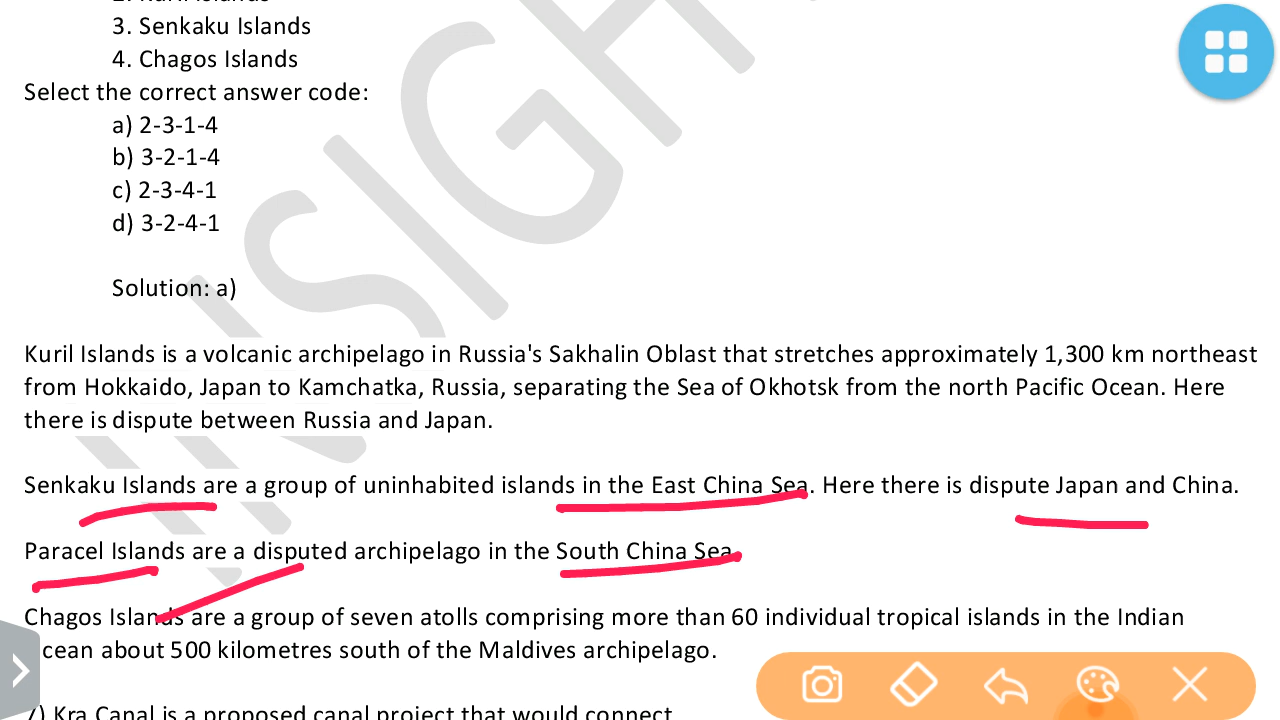 2. Kuril Islands
3. Senkaku Islands
4. Chagos Islands
Select the correct answer code:
a) 2-3-1-4
b) 3-2-1-4
c) 2-3-4-1
d) 3-2-4-1
Solution: a)
Kuril Islands is a volcanic archipelago in Russia's Sakhalin Oblast that stretches approximately 1,300 km northeast
from Hokkaido, Japan to Kamchatka, Russia, separating the Sea of Okhotsk from the north Pacific Ocean. Here
there is dispute between Russia and Japan.
Senkaku Islands are a group of uninhabited islands in the East China Sea. Here there is dispute Japan and China.
Paracel Islands are a disputed archipelago in the South China Sea.
Chagos Islands are a group of seven atolls comprising more than 60 individual tropical islands in the Indian
cean about 500 kilometres south of the Maldives archipelago.
7) Kra Canal is a proposed canal project that would connect